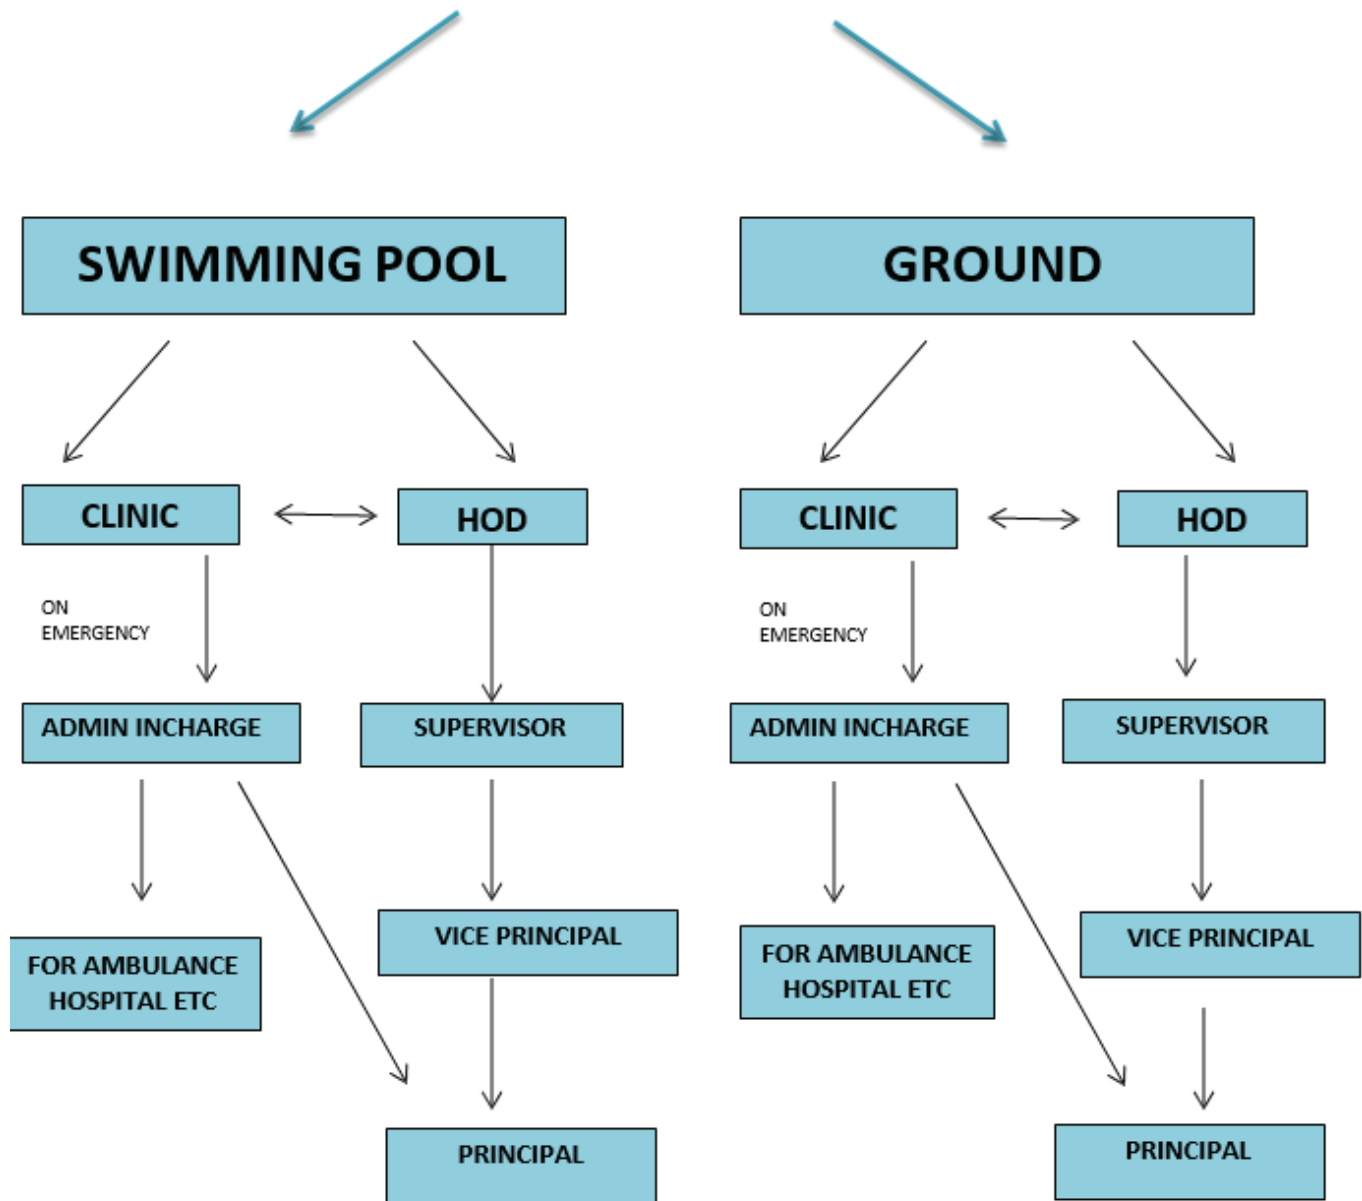 SWIMMING POOL
GROUND
CLINIC
HOD
CLINIC
HOD
ON
EMERGENCY
ON
EMERGENCY
ADMIN INCHARGE
SUPERVISOR
ADMIN INCHARGE
SUPERVISOR
FOR AMBULANCE
HOSPITAL ETC
VICE PRINCIPAL
FOR AMBULANCE
HOSPITAL ETC
VICE PRINCIPAL
PRINCIPAL
PRINCIPAL